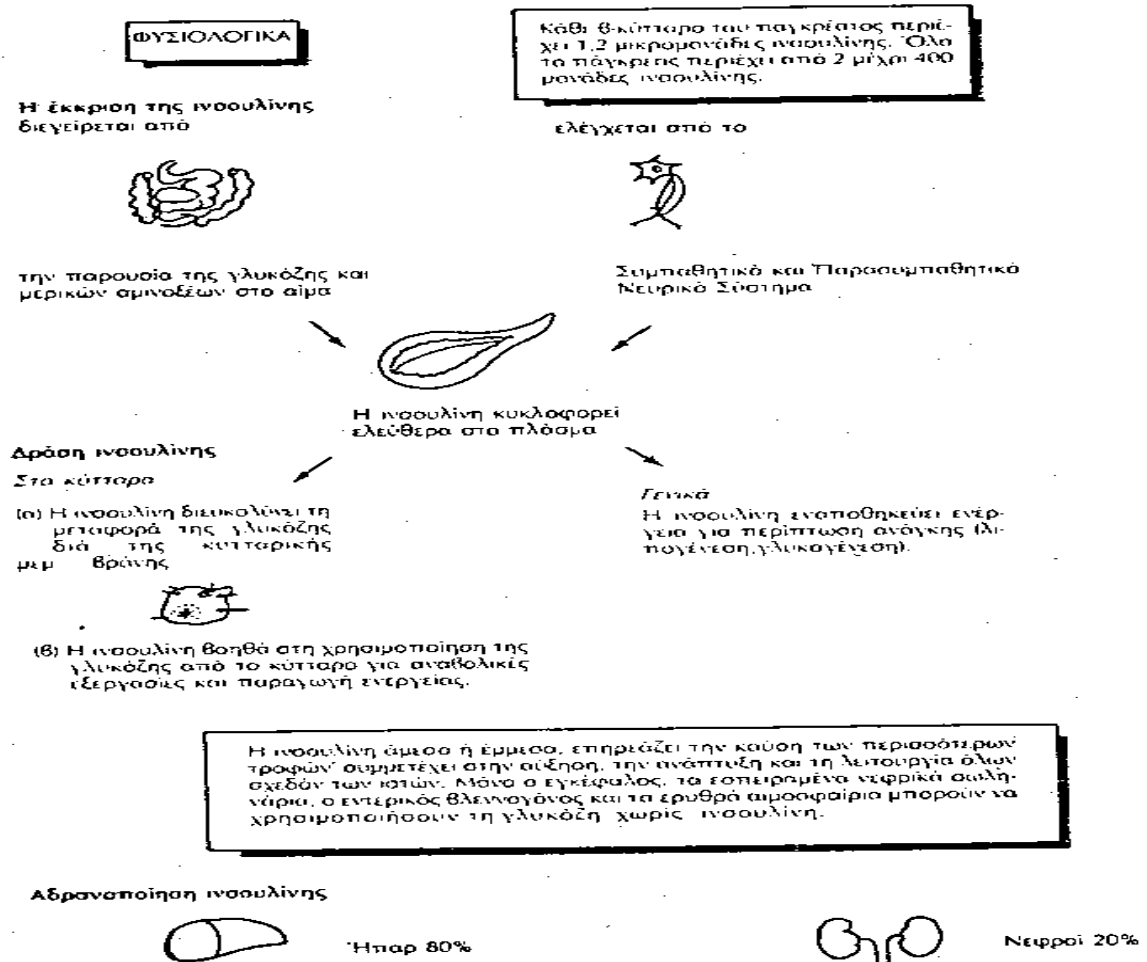 ΦΥΣΙΟΛΟΓΙΚΑ
Κάθε β-κύτταρο του παγκρέατος περιέ-
χει 1,2 μικρομονάδες ινσουλίνης. Όλο
το πάγκρεας περιέχει από 2 μέχρι 400
μονάδες ινσουλίνης.
Η έκκριση της ινσουλίνης
διεγείρεται από
ελέγχεται από το
την παρουσία της γλυκόζης και
μερικών αμινοξέων στο αίμα
Συμπαθητικό και Παρασυμπαθητικό
Νευρικό Σύστημα
Η ινσουλίνη κυκλοφορεί
ελεύθερα στο πλάσμα
Δράση ινσουλίνης
Στα κύτταρα
(α) Η ινσουλίνη διευκολύνει τη
μεταφορά της γλυκόζης
διά της κυτταρικής
μεμ βράνης
Γενικά
Η ινσουλίνη εναποθηκεύει ενέρ-
γεια για περίπτωση ανάγκης (λι-
πογένεση,γλυκογένεση).
(β) Η ινσουλίνη βοηθά στη χρησιμοποίηση της
γλυκόζης από το κύτταρο για αναβολικές
εξεργασίες και παραγωγή ενεργείας.
Η ινσουλίνη άμεσα ή έμμεσα, επηρεάζει την καύση των περισσότερων
τροφών· συμμετέχει στην αύξηση, την ανάπτυξη και τη λειτουργία όλων
σχεδόν των ιστών. Μόνο ο εγκέφαλος, τα εσπειραμένα νεφρικά σωλη-
νάρια, ο εντερικός βλεννογόνος και τα ερυθρά αιμοσφαίρια μπορούν να
χρησιμοποιήσουν τη γλυκόζη χωρίς ινσουλίνη.
Αδρανοποίηση ινσουλίνης
Ήπαρ 80%
Νεφροί 20%